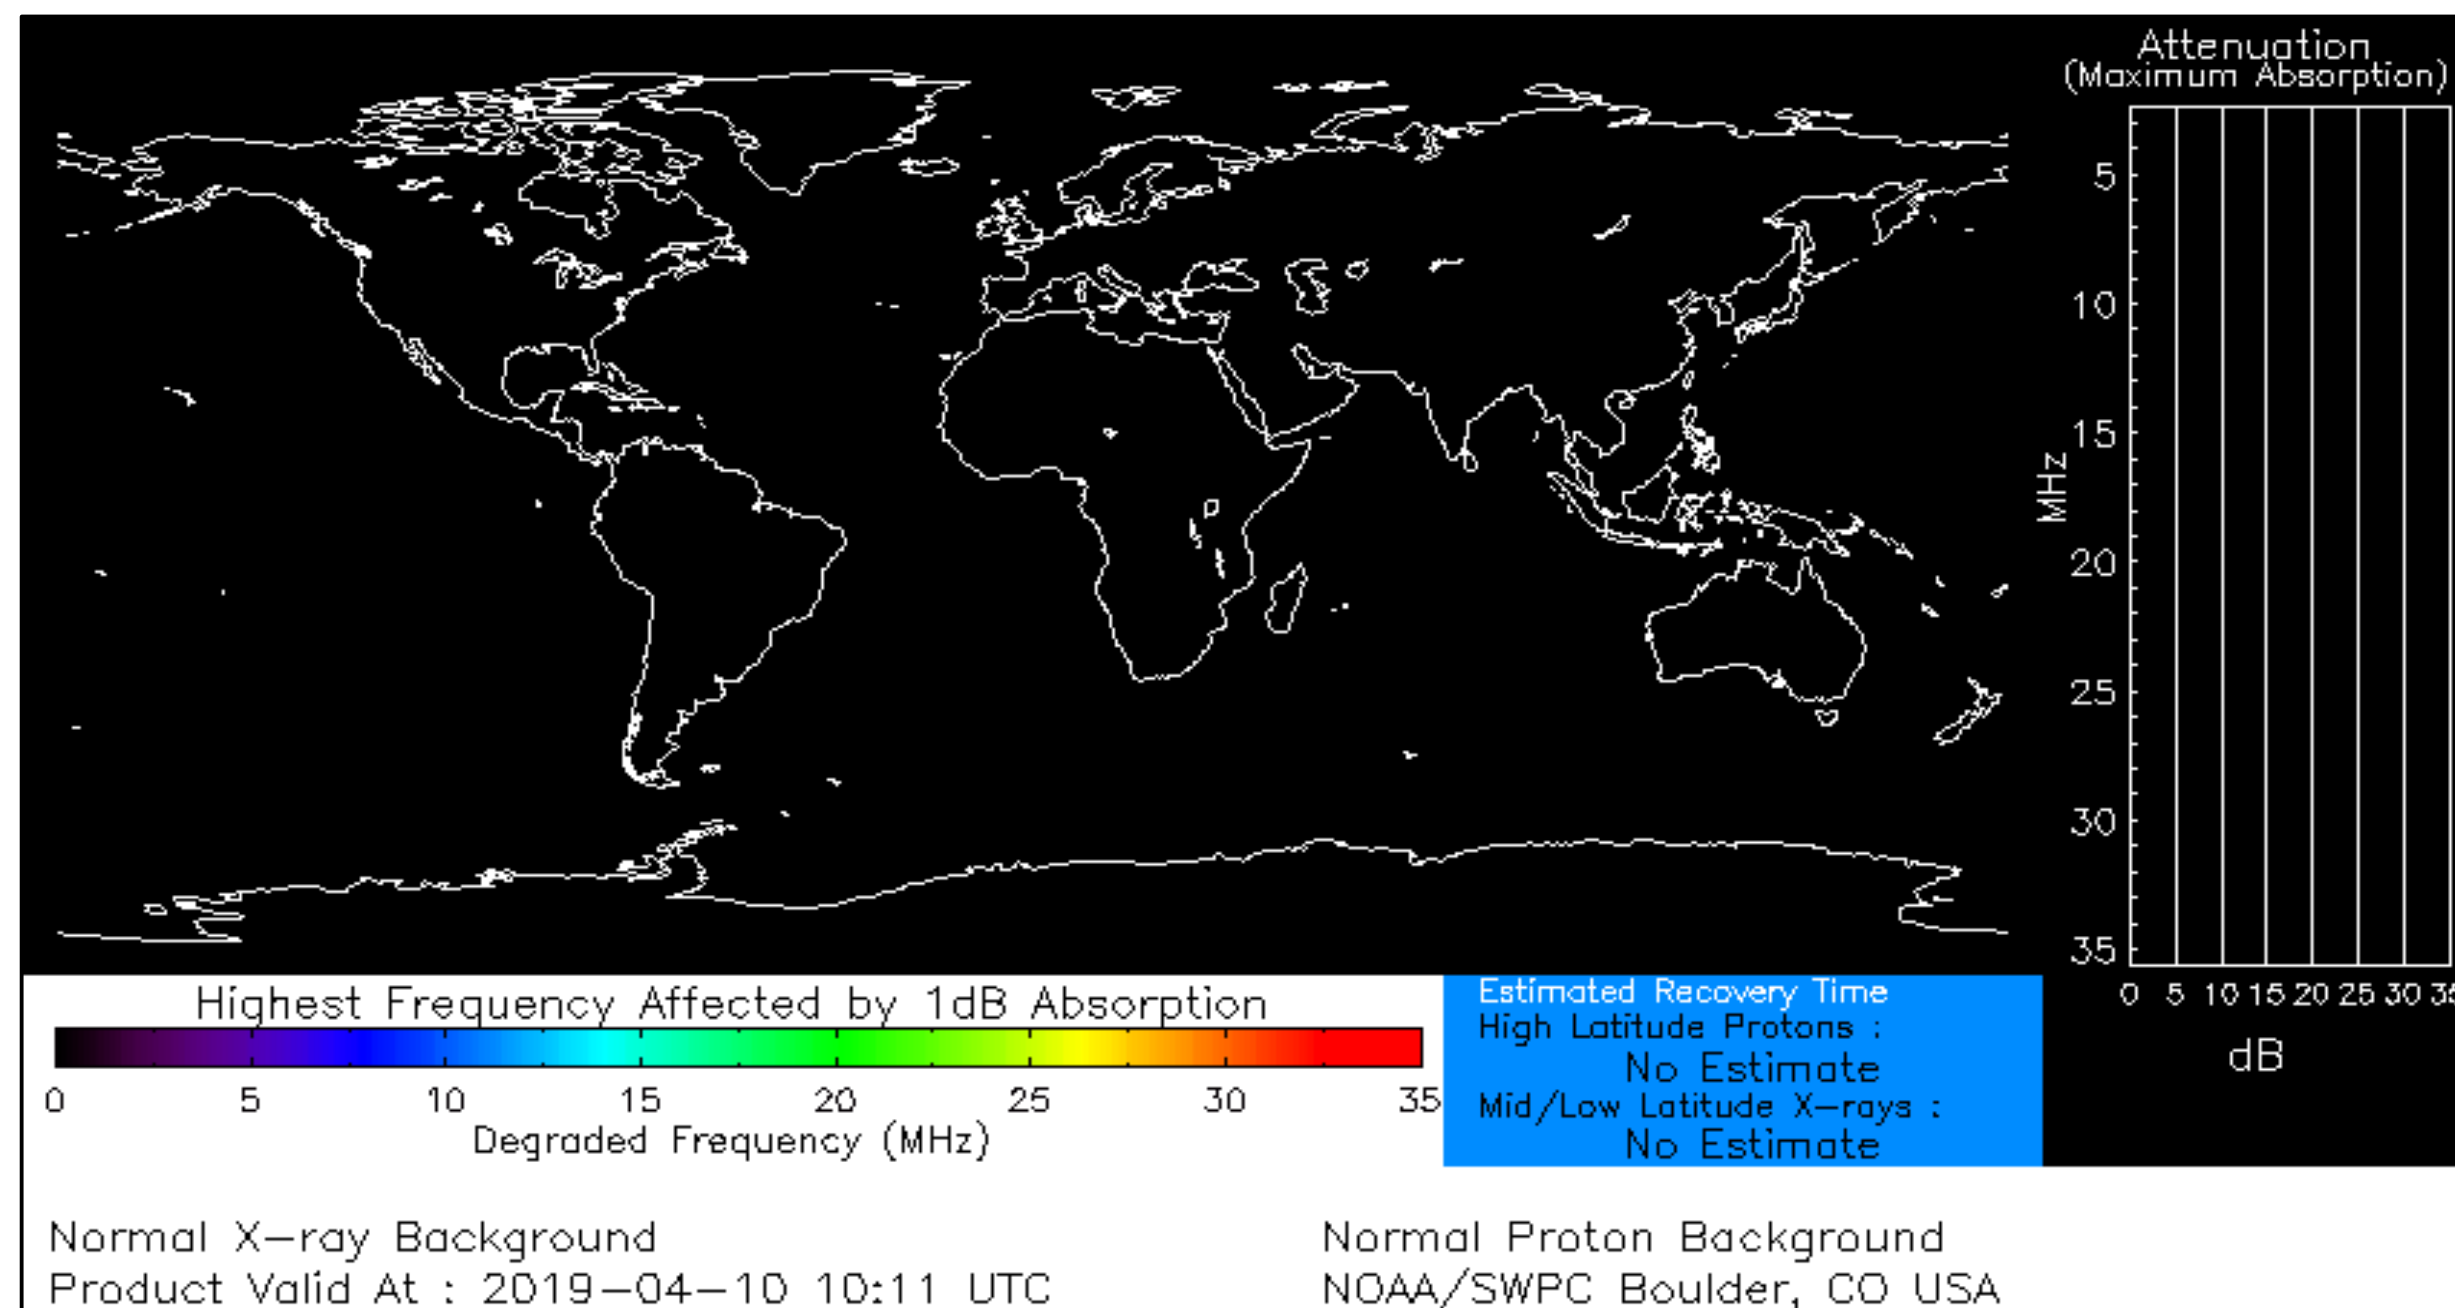 Attenuation
(Maximum Absorption)
5
10
15
20
25
30
35
MHz
0 5 10 15 20 25 30
dB
Highest Frequency Affected by 1dB Absorption
0 5 10 15 20 25 30 35
Degraded Frequency (MHz)
Estimated Recovery Time
High Latitude Protons :
No Estimate
Mid/Low Latitude X-rays :
No Estimate
Normal X-ray Background
Normal Proton Background
Product Valid At : 2019-04-10 10:11 UTC
NOAA/SWPC Boulder, CO USA